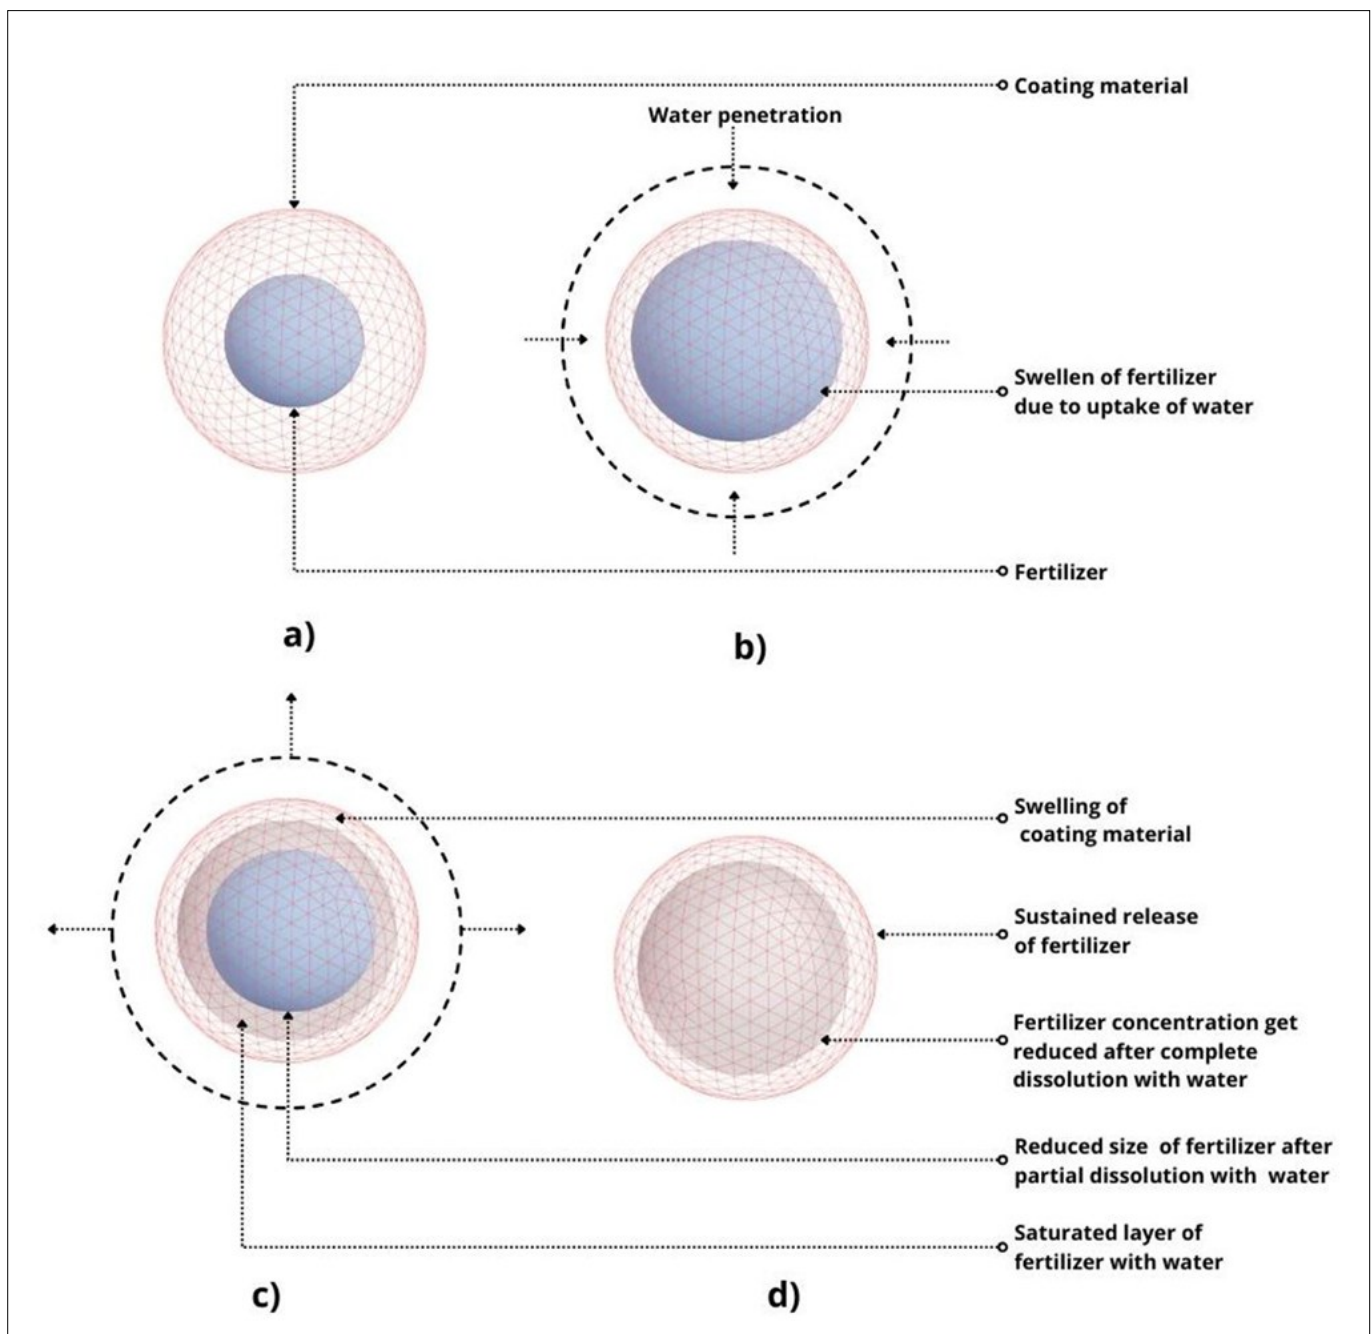 Coating material
Water penetration
Swellen of fertilizer
due to uptake of water
Fertilizer
a)
b)
Swelling of
coating material
Sustained release
of fertilizer
Fertilizer concentration get
reduced after complete
dissolution with water
Reduced size of fertilizer after
partial dissolution with water
Saturated layer of
fertilizer with water
c)
d)